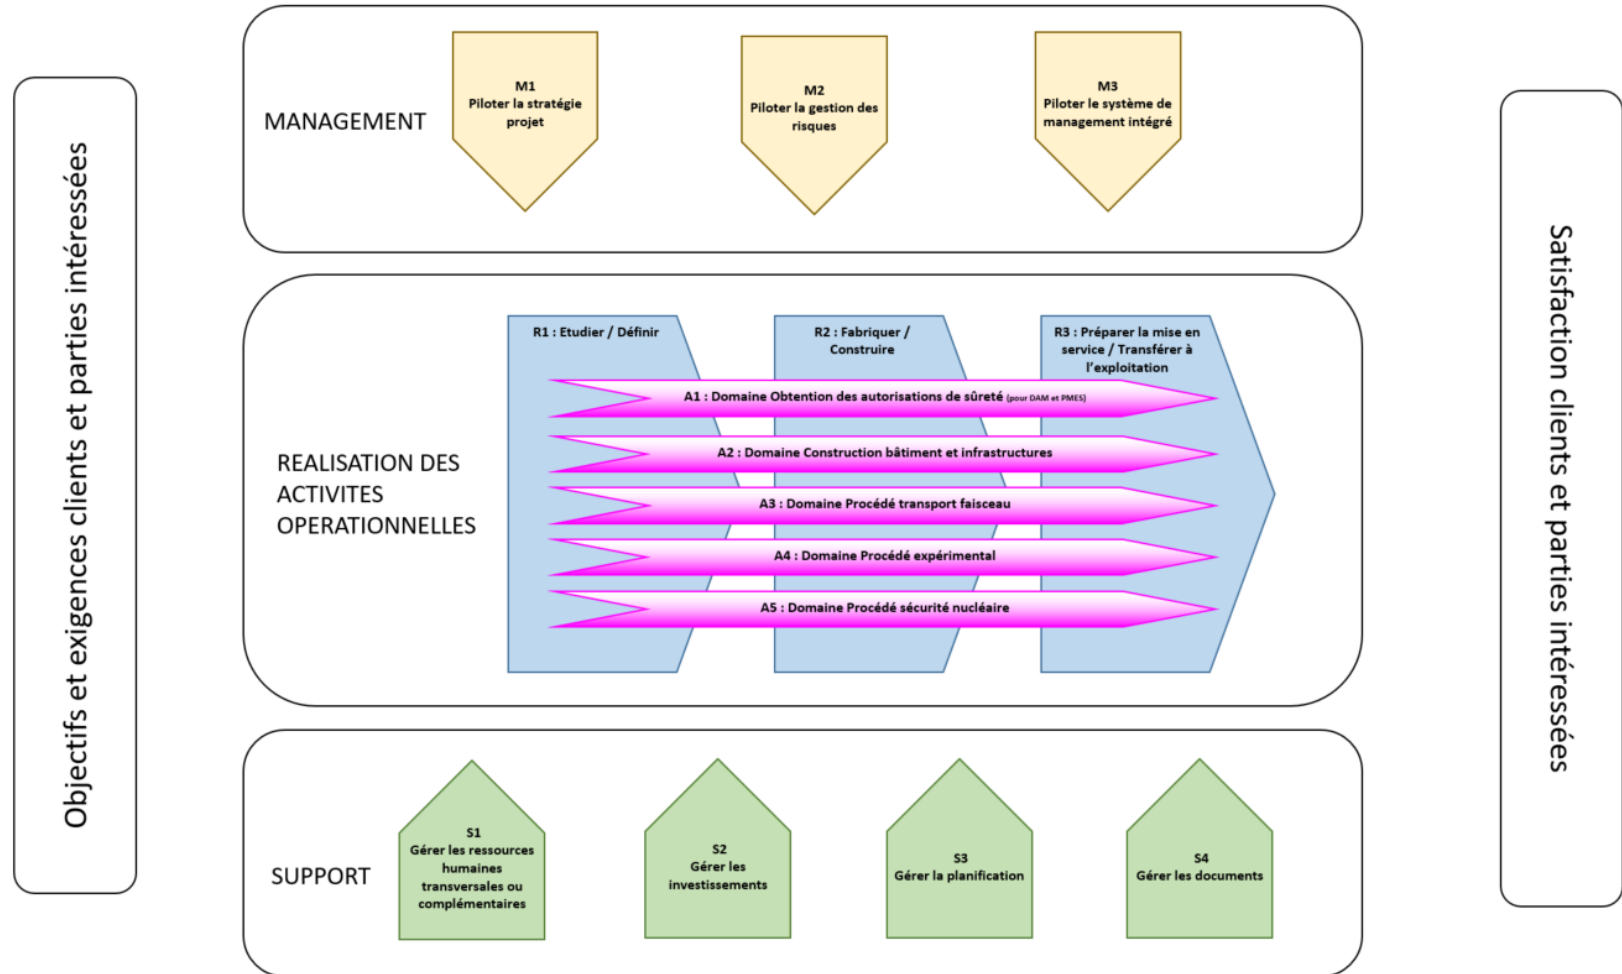 Objectifs et exigences clients et parties intéressées
MANAGEMENT
M1
Piloter la stratégie
projet
M2
Piloter la gestion des
risques
M3
Piloter le système de
management intégré
REALISATION DES
ACTIVITES
OPERATIONNELLES
R1 : Etudier / Définir
R2 : Fabriquer /
Construire
R3 : Préparer la mise en
service / Transférer à
l'exploitation
A1 : Domaine Obtention des autorisations de sûreté (pour DAM et PMES)
A2 : Domaine Construction bâtiment et infrastructures
A3 : Domaine Procédé transport faisceau
A4 : Domaine Procédé expérimental
A5 : Domaine Procédé sécurité nucléaire
SUPPORT
S1
Gérer les ressources
humaines
transversales ou
complémentaires
S2
Gérer les
investissements
S3
Gérer la planification
S4
Gérer les documents
Satisfaction clients et parties intéressées